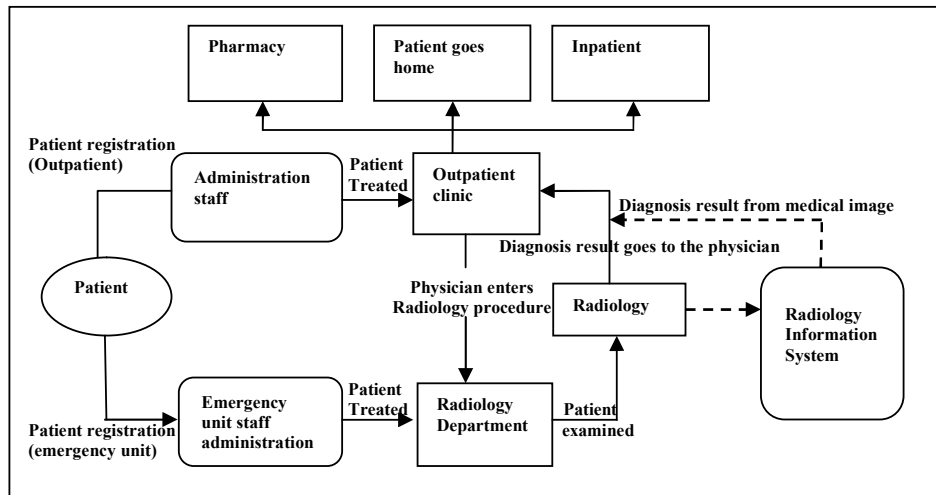 Pharmacy
Patient goes
home
Inpatient
Patient registration
(Outpatient)
Administration
staff
Patient
Treated
Outpatient
clinic
Diagnosis result from medical image
Diagnosis result goes to the physician
Patient
Physician enters
Radiology procedure
Radiology
Radiology
Information
System
Patient registration
(emergency unit)
Emergency
unit staff
administration
Patient
Treated
Radiology
Department
Patient
examined